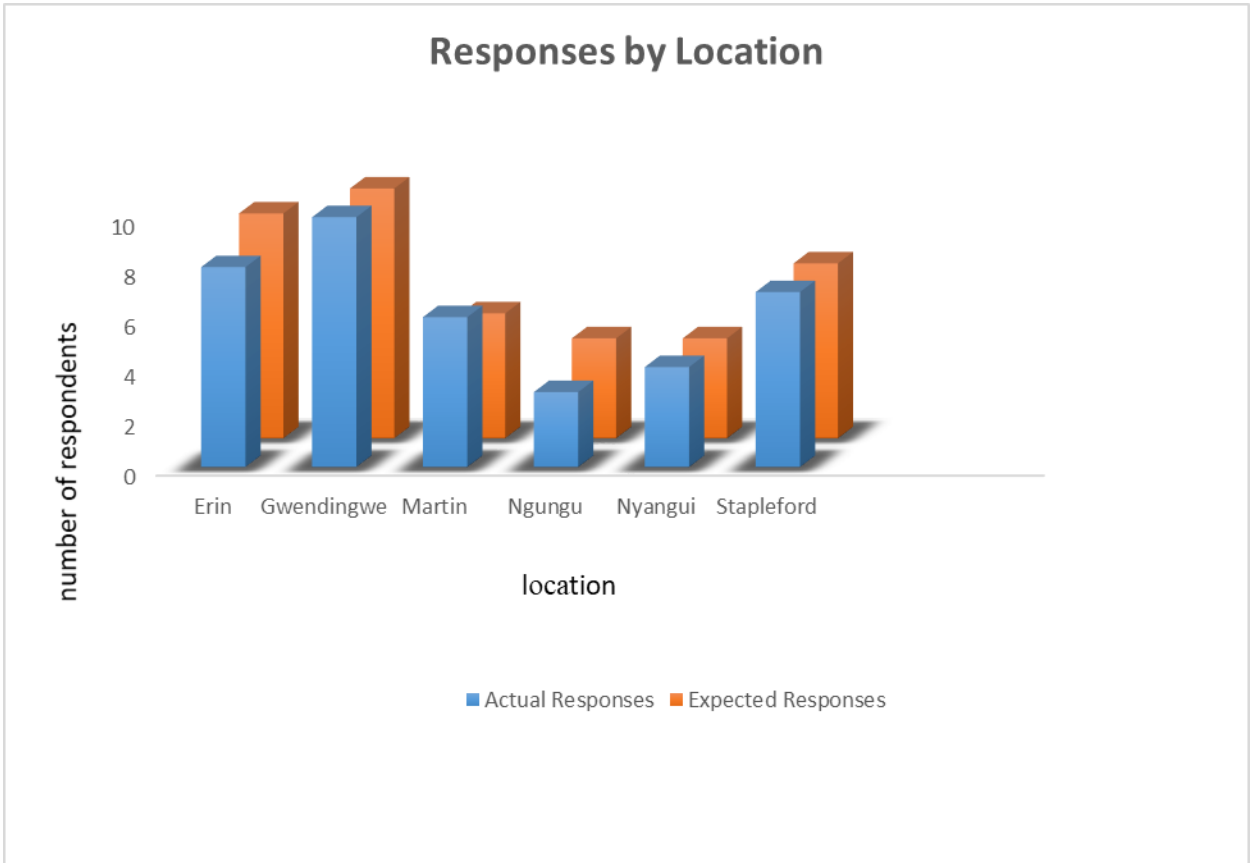 Responses by Location
number of respondents
10
8
6
4
2
0
Erin Gwendingwe Martin Ngungu Nyangui Stapleford
location
Actual Responses Expected Responses